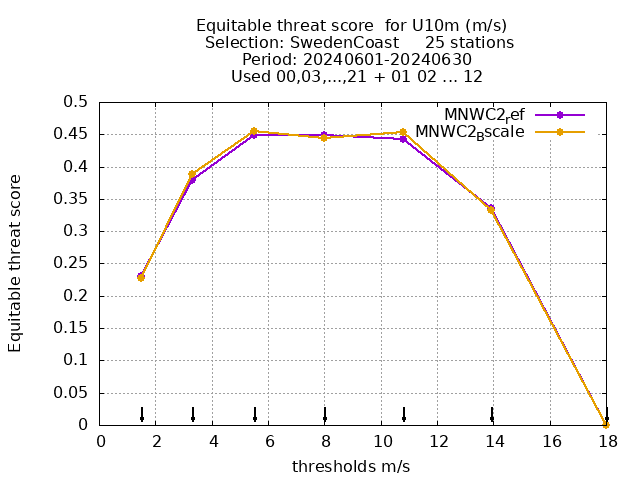 Equitable threat score for U10m (m/s)
Selection: SwedenCoast 25 stations
Period: 20240601-20240630
Used 00,03,...,21 + 01 02 ... 12
MNWC2ref
MNWC2Bscale
Equitable threat score
0.5
0.45
0.4
0.35
0.3
0.25
0.2
0.15
0.1
0.05
0
0 2 4 6 8 10 12 14 16 18
thresholds m/s